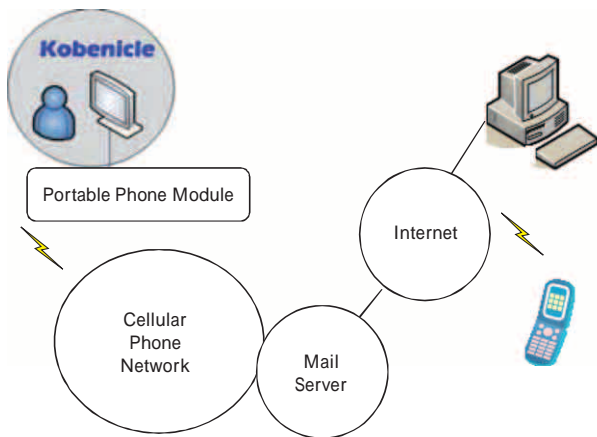 Kobenicle
Portable Phone Module
Internet
Cellular
Phone
Network
Mail
Server